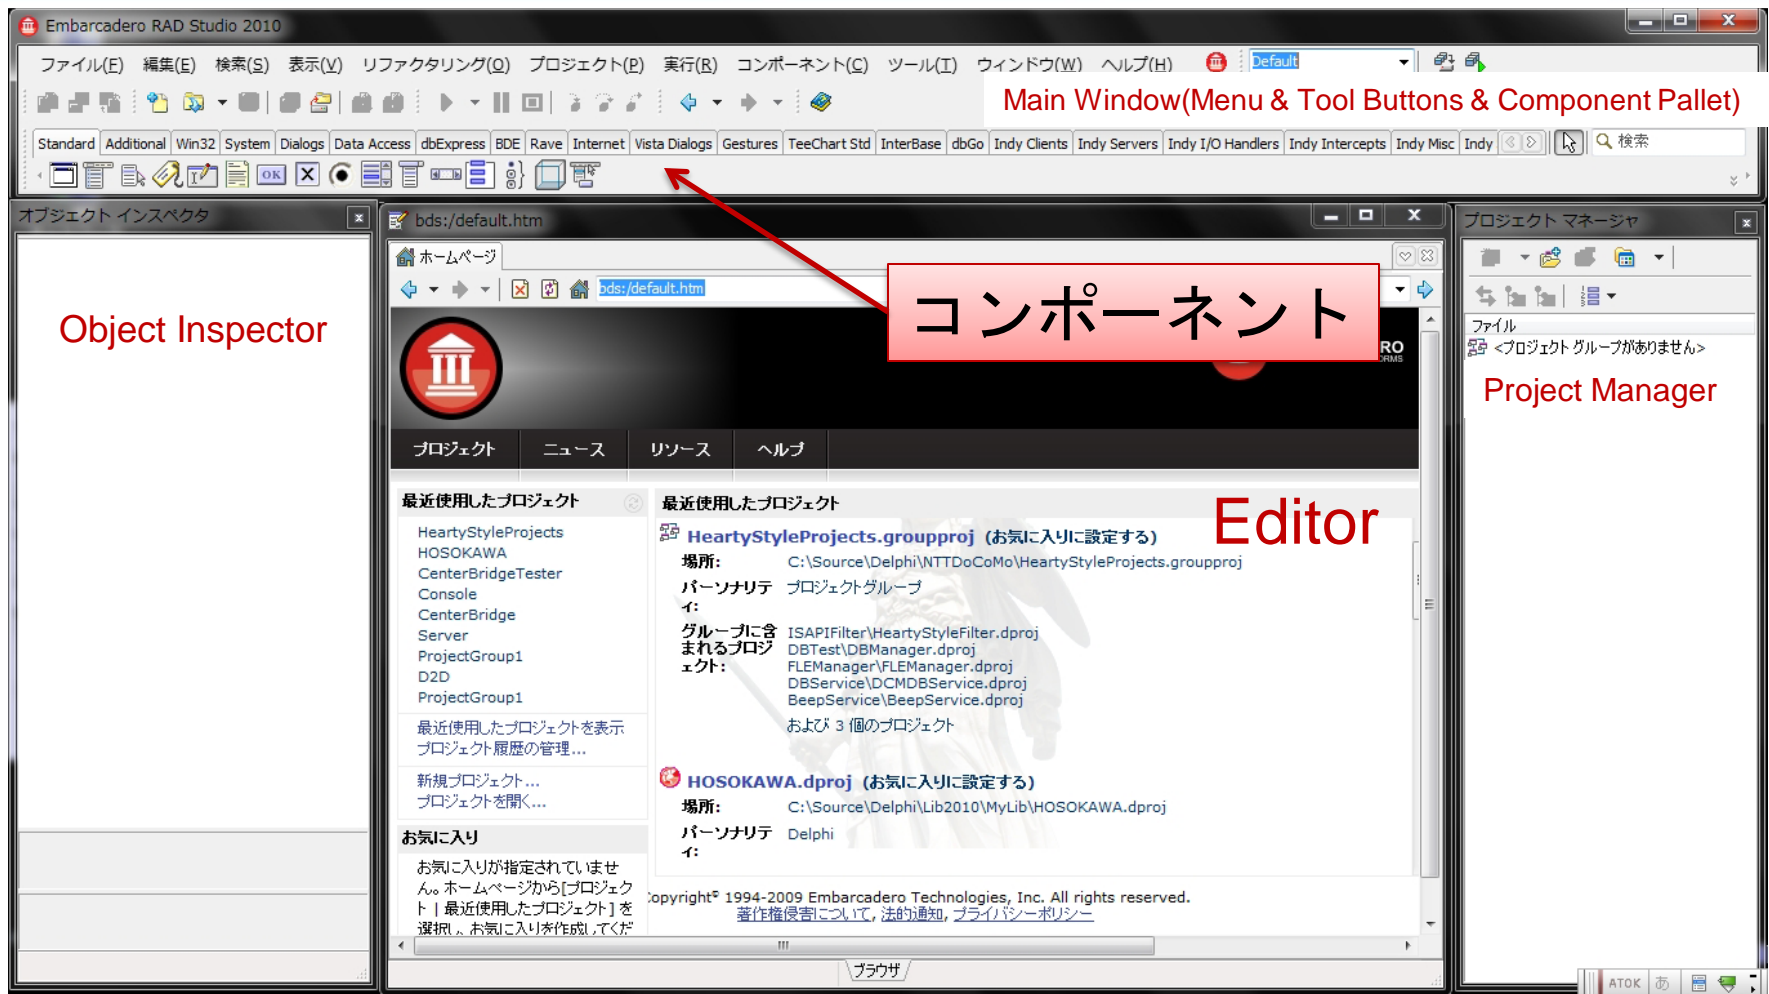 Embarcadero RAD Studio 2010
ファイル(F) 編集(E) 検索(S) 表示(V) リファクタリング(O) プロジェクト(P) 実行(R) コンポーネント(C) ツール(T) ウィンドウ(W) ヘルプ(H) Default
Main Window(Menu & Tool Buttons & Component Pallet)
Standard Additional Win32 System Dialogs Data Access dbExpress BDE Rave Internet Vista Dialogs Gestures TeeChart Std InterBase dbGo Indy Clients Indy Servers Indy I/O Handlers Indy Intercepts Indy Misc Indy 検索
OK
オブジェクト インスペクタ
Object Inspector
bds:/default.htm
ホームページ
bds:/default.htm
コンポーネント
RO
プロジェクト ニュース リソース ヘルプ
最近使用したプロジェクト
HeartyStyleProjects
HOSOKAWA
CenterBridgeTester
Console
CenterBridge
Server
ProjectGroup1
D2D
ProjectGroup1
最近使用したプロジェクトを表示
プロジェクト履歴の管理...
新規プロジェクト...
プロジェクトを開く...
お気に入り
お気に入りが指定されていませ
ん。ホームページから[プロジェク
ト | 最近使用したプロジェクト] を
選択し、お気に入りを作成してくだ
最近使用したプロジェクト
Editor
HeartyStyleProjects.groupproj (お気に入りに設定する)
場所: C:\Source\Delphi\NTTDoCoMo\HeartyStyleProjects.groupproj
パーソナリティ: プロジェクトグループ
グループに含まれるプロジェクト: ISAPIFilter\HeartyStyleFilter.dproj
DBTest\DBManager.dproj
FLEManager\FLEManager.dproj
DBService\DCMDBService.dproj
BeepService\BeepService.dproj
および 3 個のプロジェクト
HOSOKAWA.dproj (お気に入りに設定する)
場所: C:\Source\Delphi\Lib2010\MyLib\HOSOKAWA.dproj
パーソナリティ: Delphi
opyright© 1994-2009 Embarcadero Technologies, Inc. All rights reserved.
著作権侵害について, 法的通知, プライバシーポリシー
ブラウザ
プロジェクト マネージャ
ファイル
<プロジェクト グループがありません>
Project Manager
ATOK あ